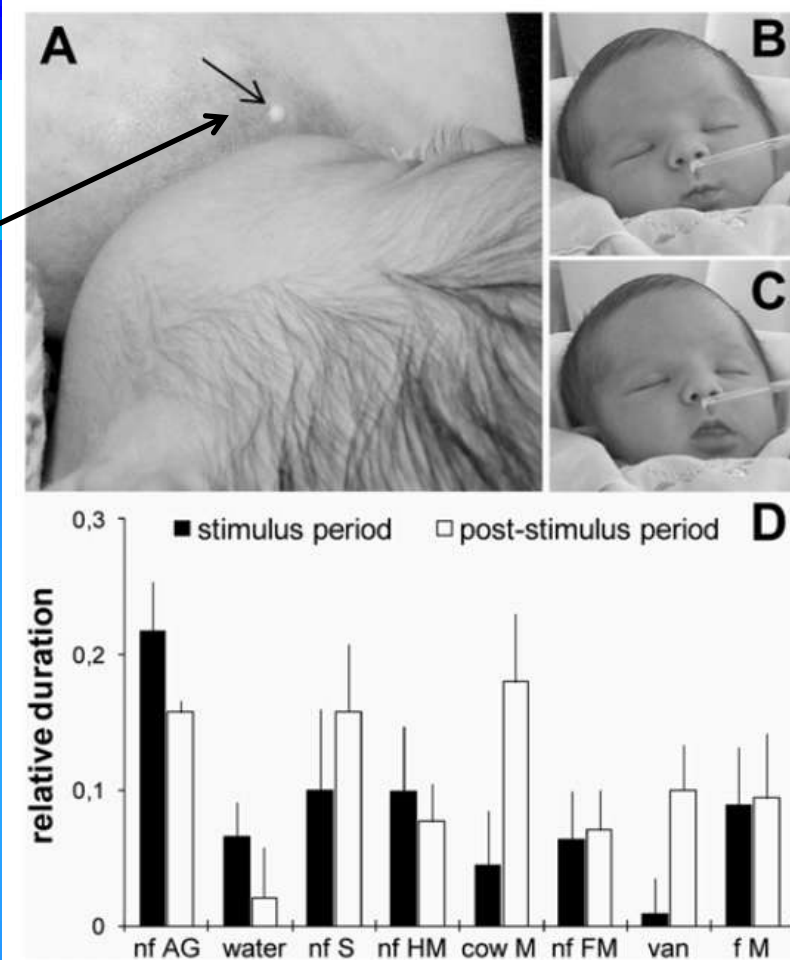 A
B
C
D
■ stimulus period □ post-stimulus period
relative duration
0,3
0,2
0,1
0
nf AG water nf S nf HM cow M nf FM van f M